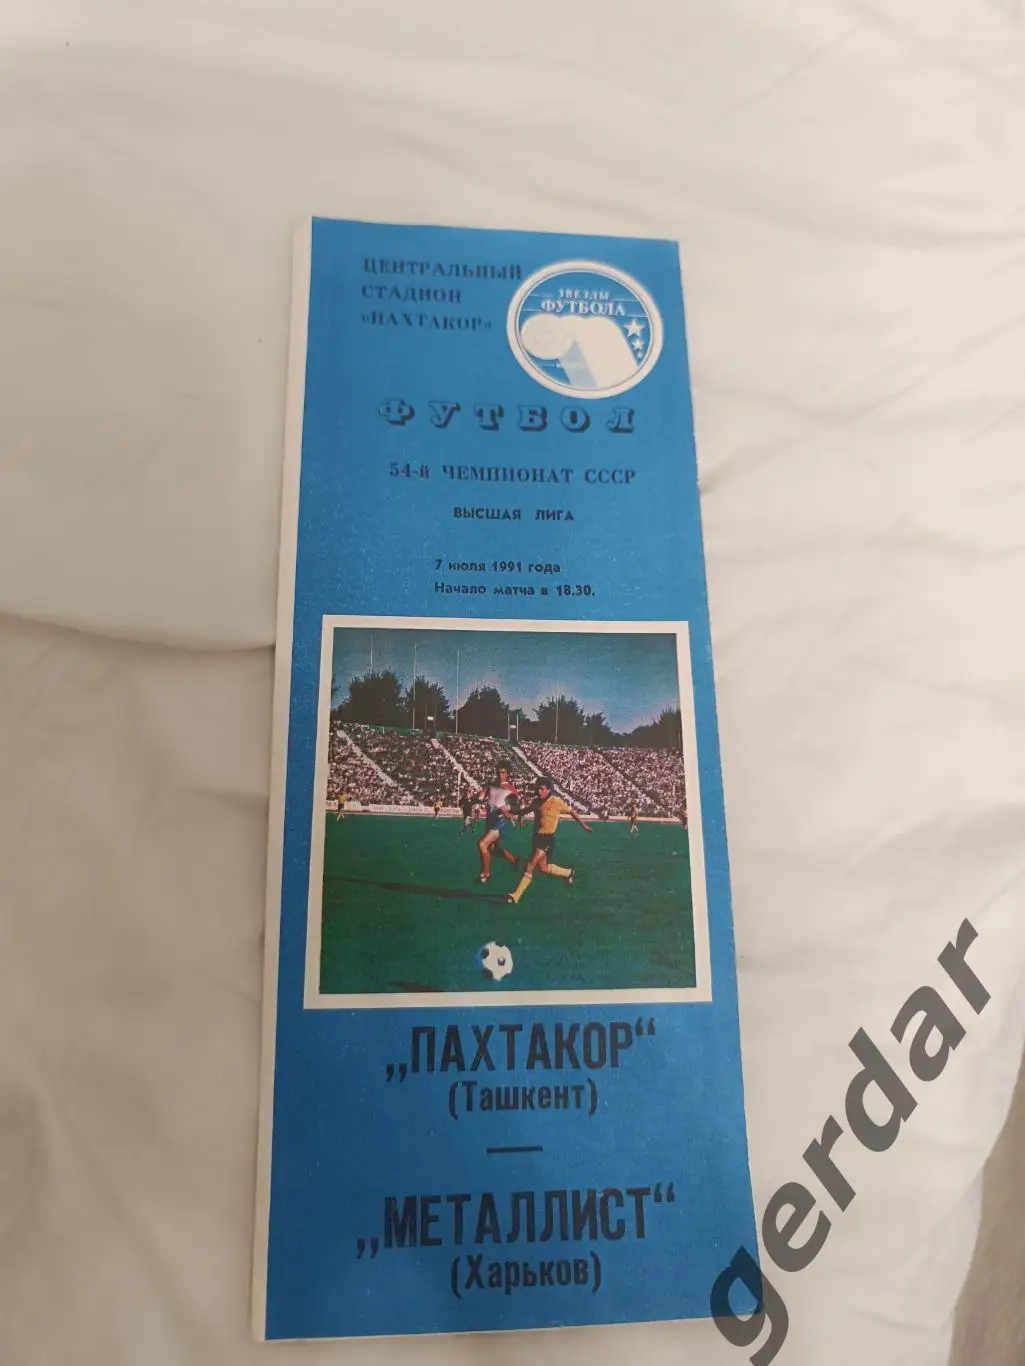 ЦЕНТРАЛЬНЫЙ
СТАДИОН
«ПАХТАКОР»
ЗВЕЗДЫ
ФУТБОЛА
ФУТБОЛ
54-й ЧЕМПИОНАТ СССР
ВЫСШАЯ ЛИГА
7 июля 1991 года
Начало матча в 18.30.
„ПАХТАКОР“
(Ташкент)
—
„МЕТАЛЛИСТ“
(Харьков)
gerdar